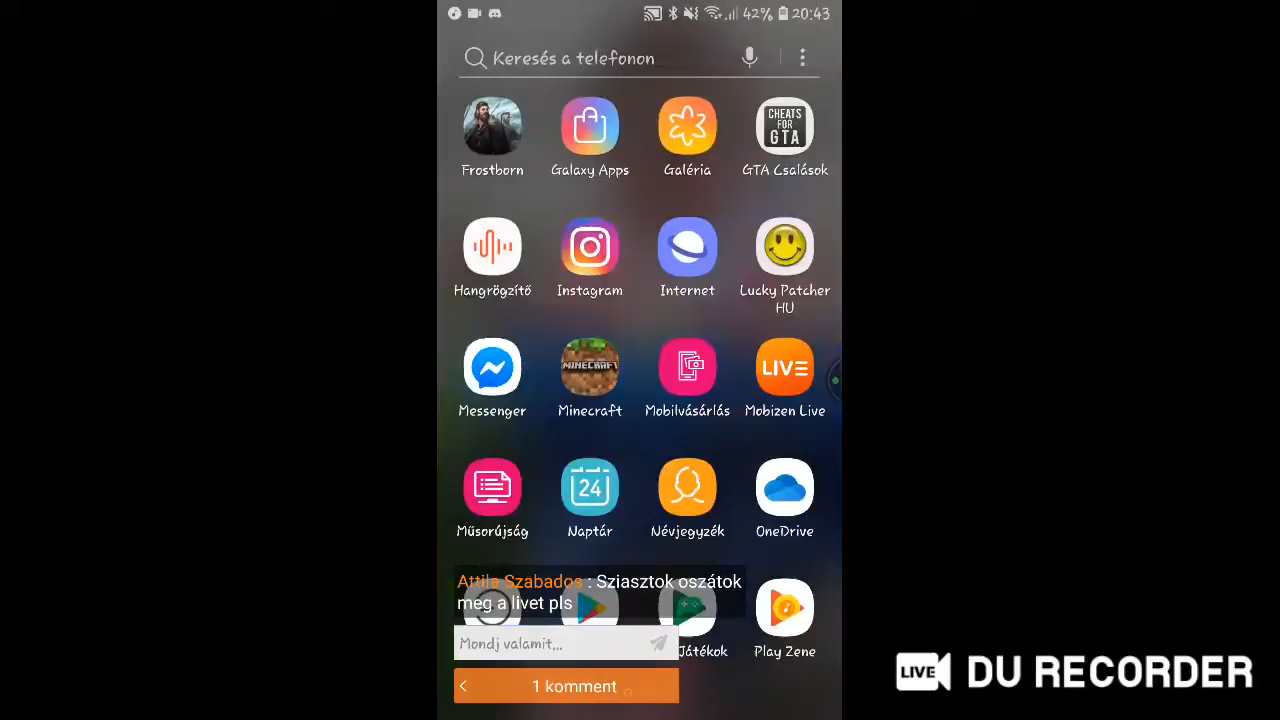 42% 20:43
Keresés a telefonon
CHEATS
FOR
GTA
Frostborn Galaxy Apps Galéria GTA Csalások
Hangrögzítő Instagram Internet Lucky Patcher
HU
MINECRAFT
LIVE
Messenger Minecraft Mobilvásárlás Mobizen Live
24
Műsorújság Naptár Névjegyzék OneDrive
Attila Szabados : Sziasztok oszátok
meg a livet pls
Mondj valamit...
Játékok Play Zene
1 komment
LIVE DU RECORDER